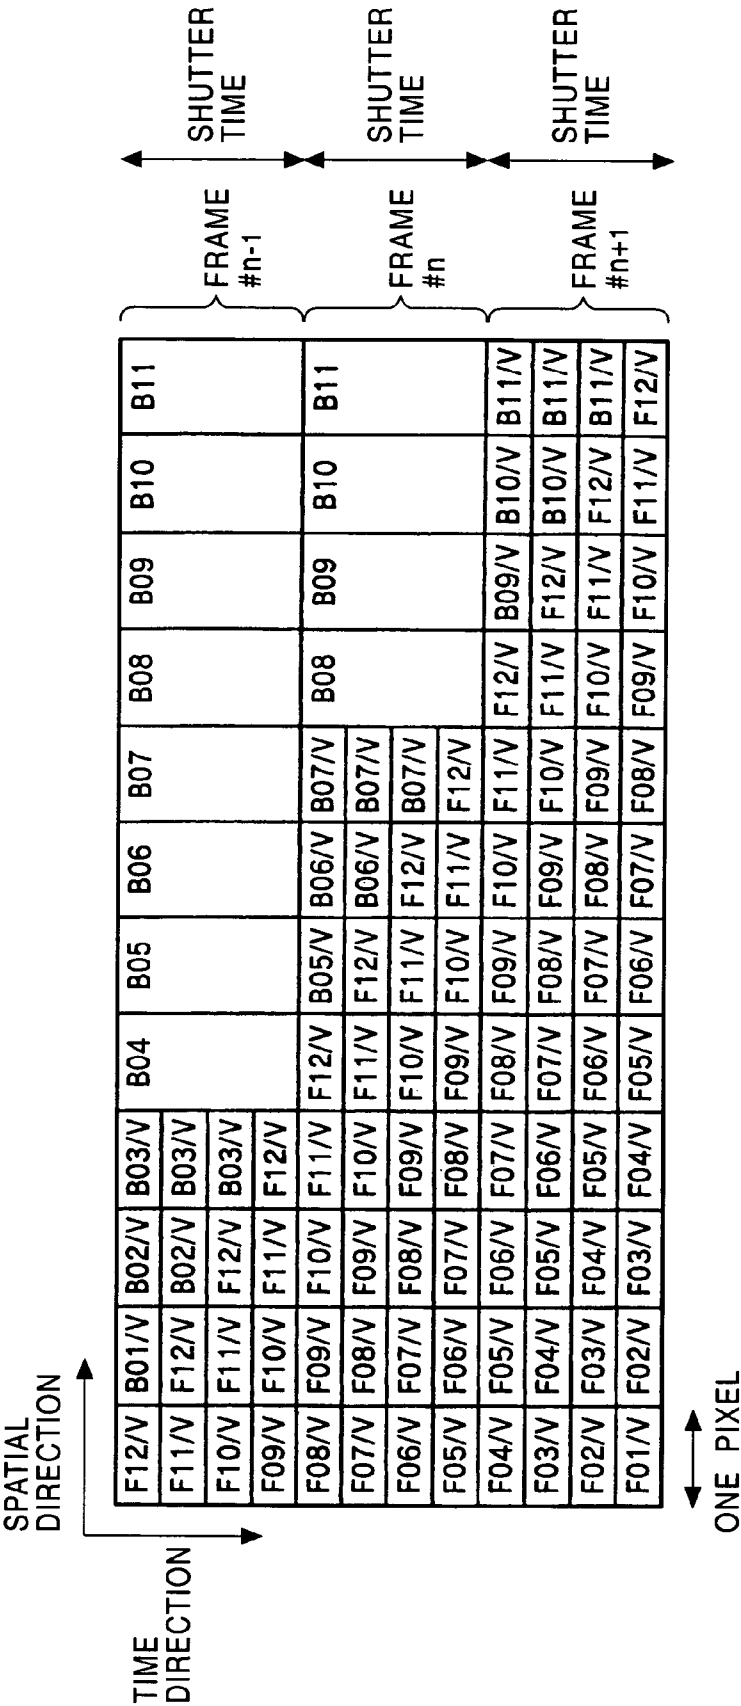 SPATIAL
DIRECTION
TIME
DIRECTION
F12/V B01/V B02/V B03/V B04 B05 B06 B07 B08 B09 B10 B11
F11/V F12/V B02/V B03/V
F10/V F11/V F12/V B03/V
F09/V F10/V F11/V F12/V
FRAME
#n-1
SHUTTER
TIME
F08/V F09/V F10/V F11/V F12/V B05/V B06/V B07/V B08 B09 B10 B11
F07/V F08/V F09/V F10/V F11/V F12/V B06/V B07/V
F06/V F07/V F08/V F09/V F10/V F11/V F12/V B07/V
F05/V F06/V F07/V F08/V F09/V F10/V F11/V F12/V
FRAME
#n
SHUTTER
TIME
F04/V F05/V F06/V F07/V F08/V F09/V F10/V F11/V F12/V B09/V B10/V B11/V
F03/V F04/V F05/V F06/V F07/V F08/V F09/V F10/V F11/V F12/V B10/V B11/V
F02/V F03/V F04/V F05/V F06/V F07/V F08/V F09/V F10/V F11/V F12/V B11/V
F01/V F02/V F03/V F04/V F05/V F06/V F07/V F08/V F09/V F10/V F11/V F12/V
FRAME
#n+1
SHUTTER
TIME
ONE PIXEL